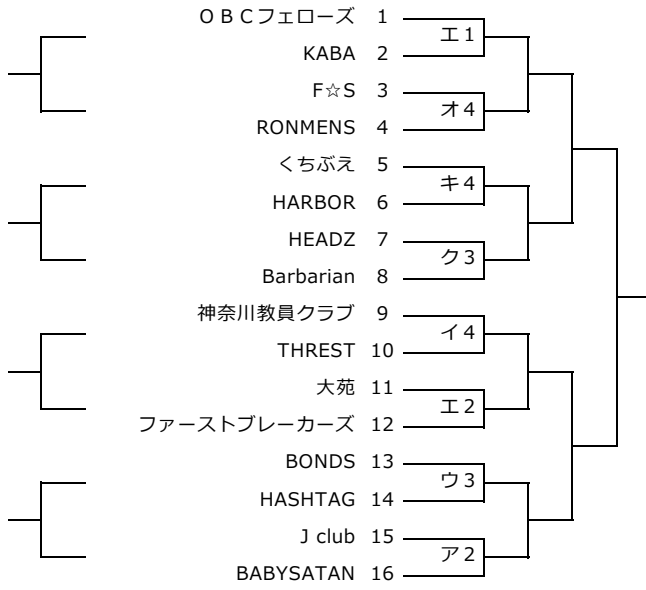 ＯＢＣフェローズ 1
エ1
KABA 2
F☆S 3
オ4
RONMENS 4
くちぶえ 5
キ4
HARBOR 6
HEADZ 7
ク3
Barbarian 8
神奈川教員クラブ 9
イ4
THREST 10
大苑 11
エ2
ファーストブレーカーズ 12
BONDS 13
ウ3
HASHTAG 14
J club 15
ア2
BABYSATAN 16